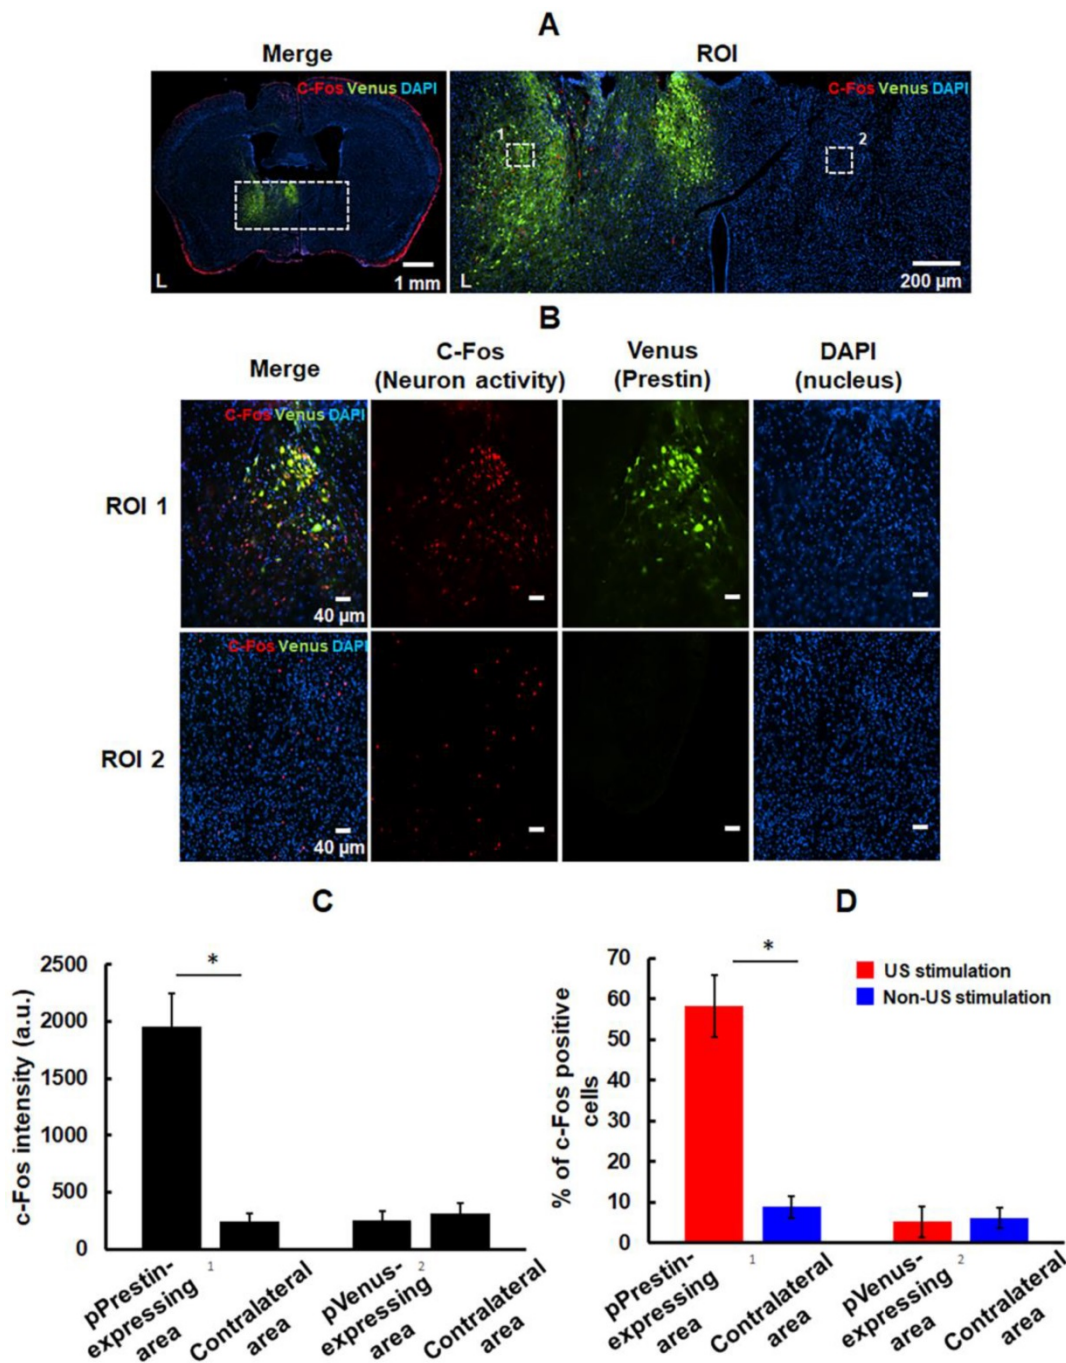 A
Merge
ROI
C-Fos Venus DAPI
L
1 mm
C-Fos Venus DAPI
1
2
L
200 µm
B
Merge
C-Fos
(Neuron activity)
Venus
(Prestin)
DAPI
(nucleus)
ROI 1
C-Fos Venus DAPI
40 µm
ROI 2
C-Fos Venus DAPI
40 µm
C
c-Fos intensity (a.u.)
2500
2000
1500
1000
500
0
*
pPrestin-
expressing 1
area
Contralateral
area
pVenus-
expressing 2
area
Contralateral
area
D
% of c-Fos positive
cells
70
60
50
40
30
20
10
0
*
US stimulation
Non-US stimulation
pPrestin-
expressing 1
area
Contralateral
area
pVenus-
expressing 2
area
Contralateral
area